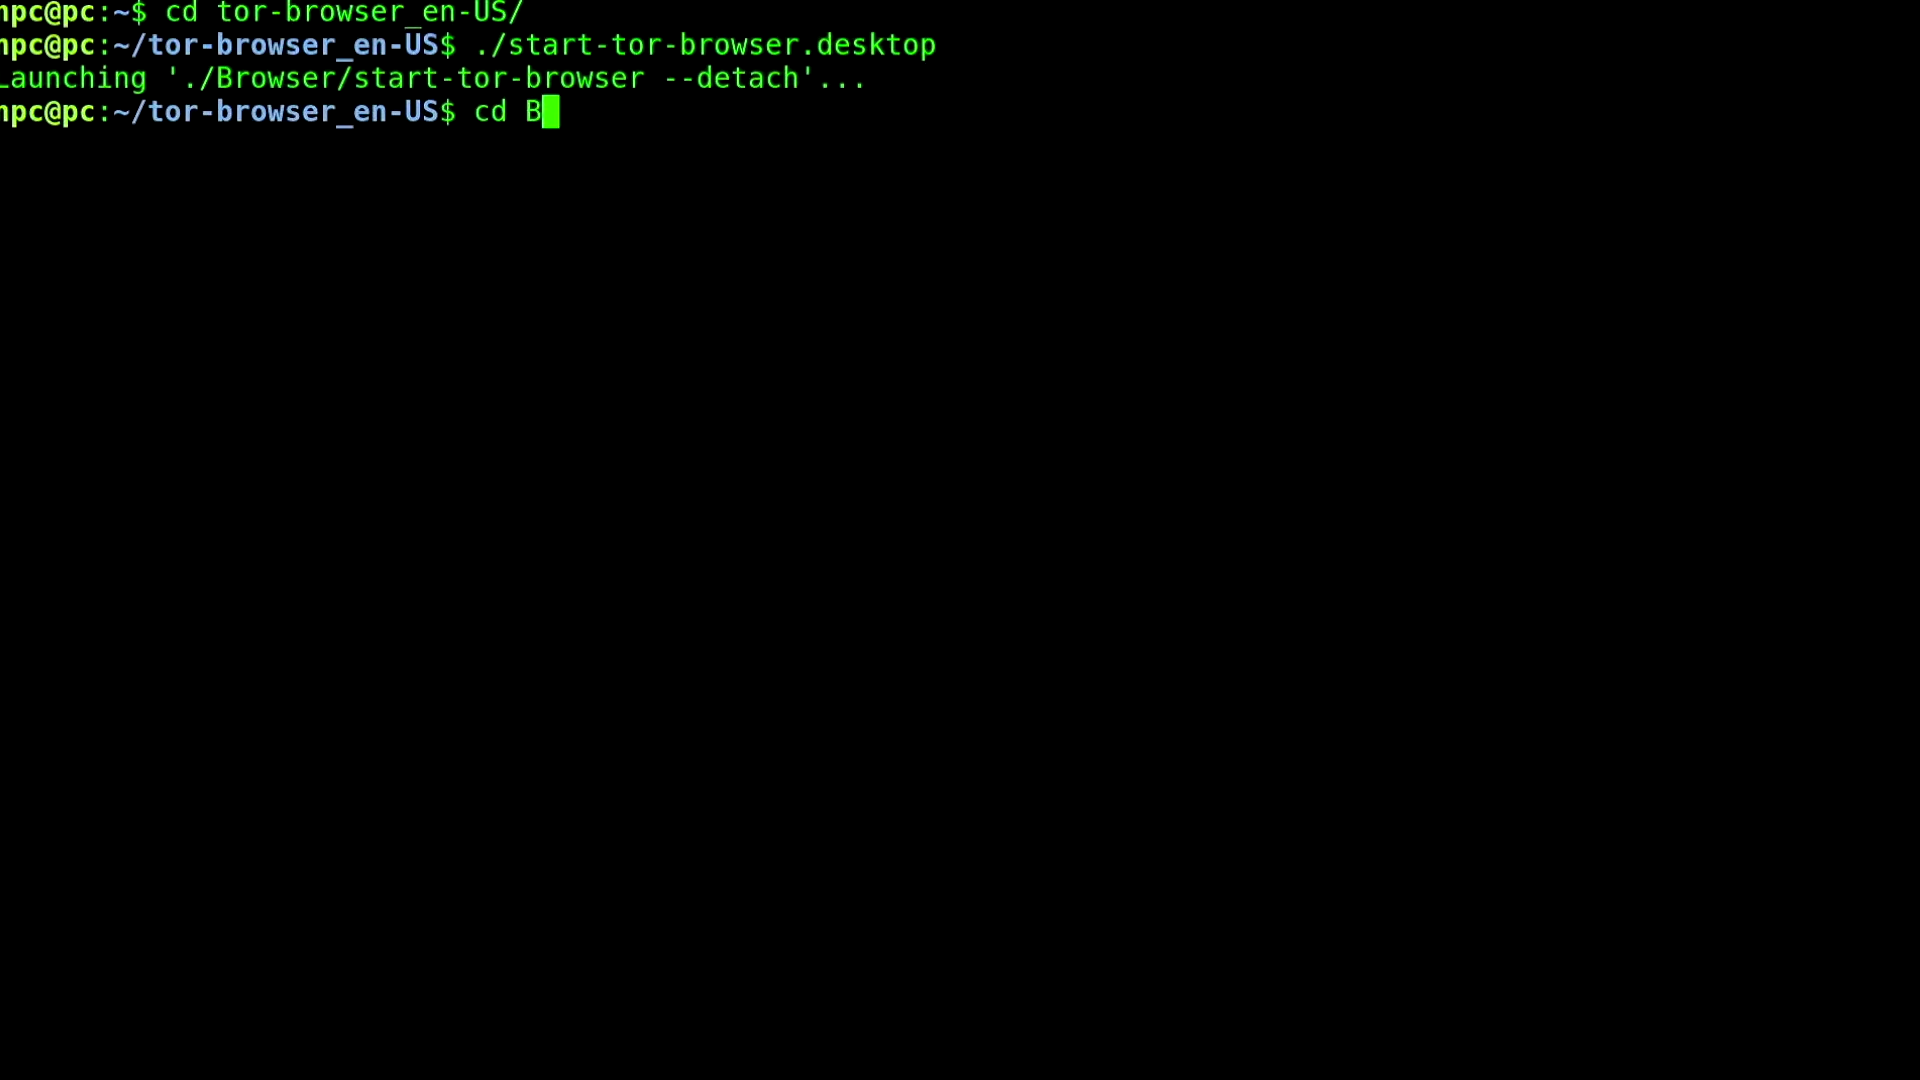 npc@pc:~$ cd tor-browser_en-US/
npc@pc:~/tor-browser_en-US$ ./start-tor-browser.desktop
Launching './Browser/start-tor-browser --detach'...
npc@pc:~/tor-browser_en-US$ cd B